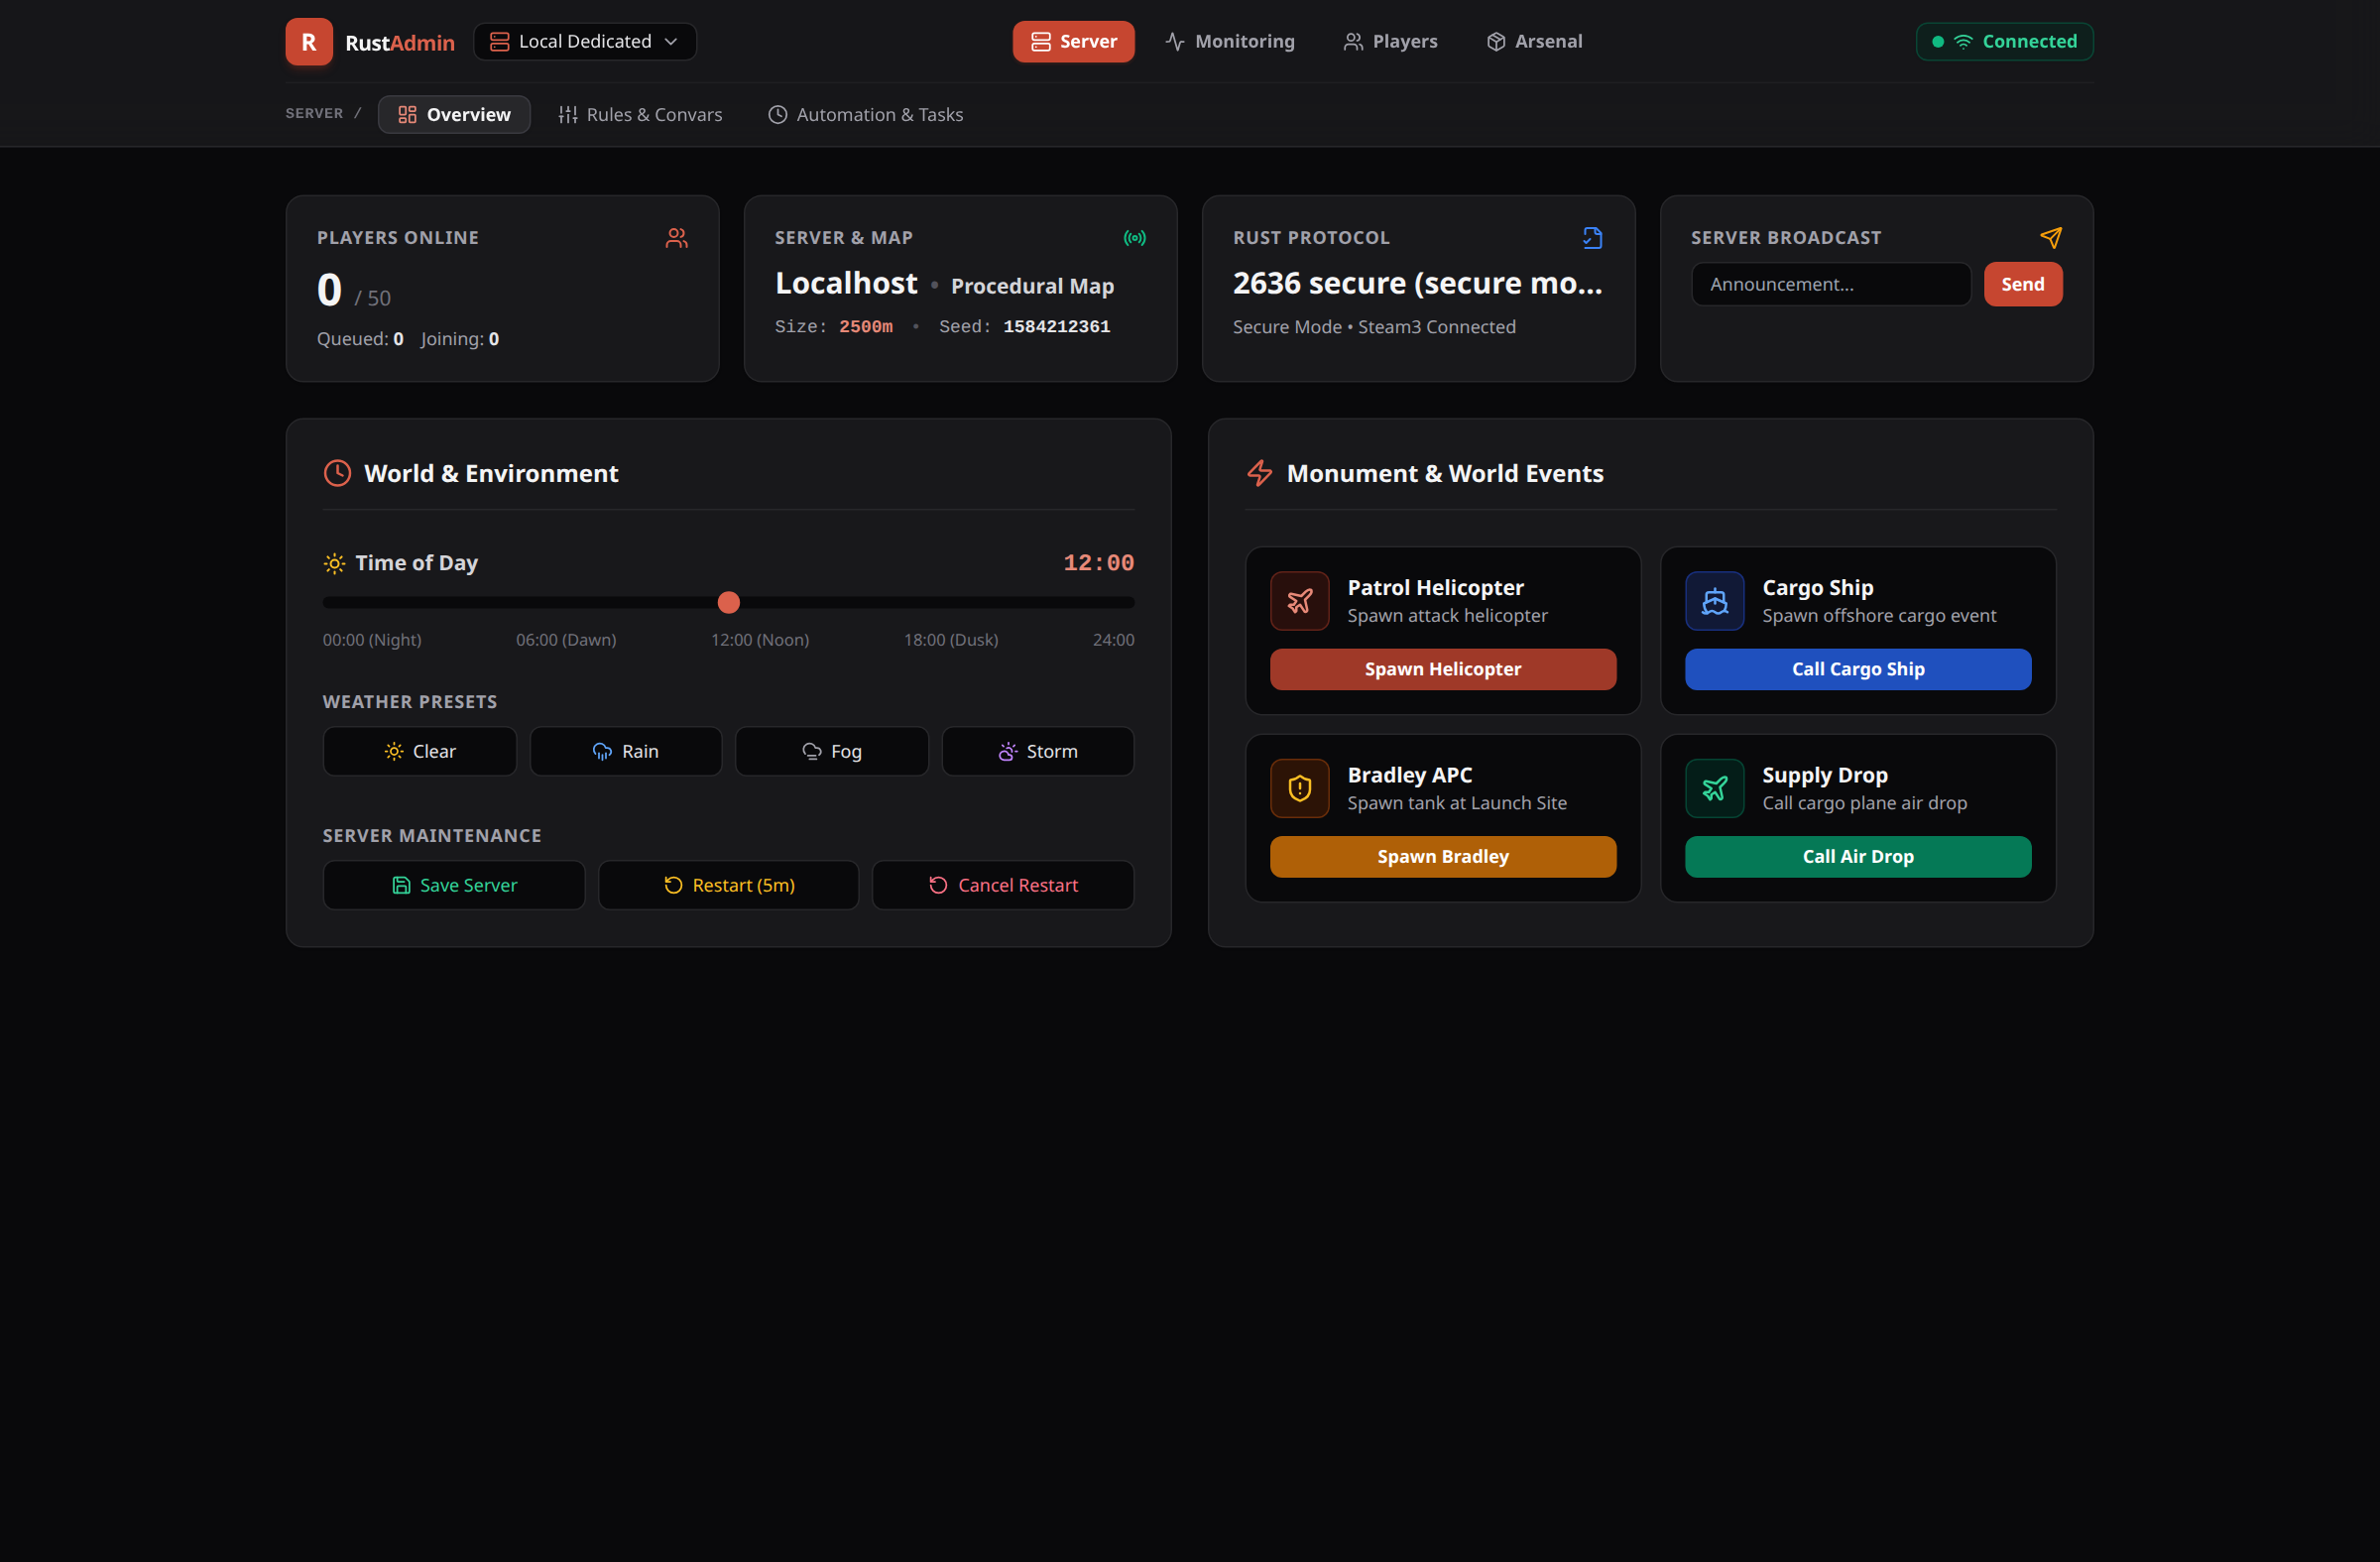 R RustAdmin Local Dedicated Server Monitoring Players Arsenal Connected
SERVER / Overview Rules & Convars Automation & Tasks
PLAYERS ONLINE
0 / 50
Queued: 0 Joining: 0
SERVER & MAP
Localhost • Procedural Map
Size: 2500m • Seed: 1584212361
RUST PROTOCOL
2636 secure (secure mo...
Secure Mode • Steam3 Connected
SERVER BROADCAST
Announcement... Send
World & Environment
Time of Day 12:00
00:00 (Night) 06:00 (Dawn) 12:00 (Noon) 18:00 (Dusk) 24:00
WEATHER PRESETS
Clear Rain Fog Storm
SERVER MAINTENANCE
Save Server Restart (5m) Cancel Restart
Monument & World Events
Patrol Helicopter
Spawn attack helicopter
Spawn Helicopter
Cargo Ship
Spawn offshore cargo event
Call Cargo Ship
Bradley APC
Spawn tank at Launch Site
Spawn Bradley
Supply Drop
Call cargo plane air drop
Call Air Drop